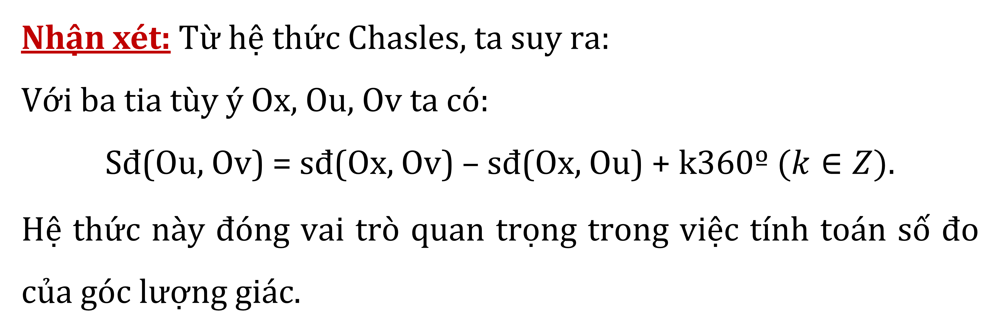 Nhận xét: Từ hệ thức Chasles, ta suy ra:
Với ba tia tùy ý Ox, Ou, Ov ta có:
Sđ(Ou, Ov) = sđ(Ox, Ov) – sđ(Ox, Ou) + k360º (k ∈ Z).
Hệ thức này đóng vai trò quan trọng trong việc tính toán số đo
của góc lượng giác.